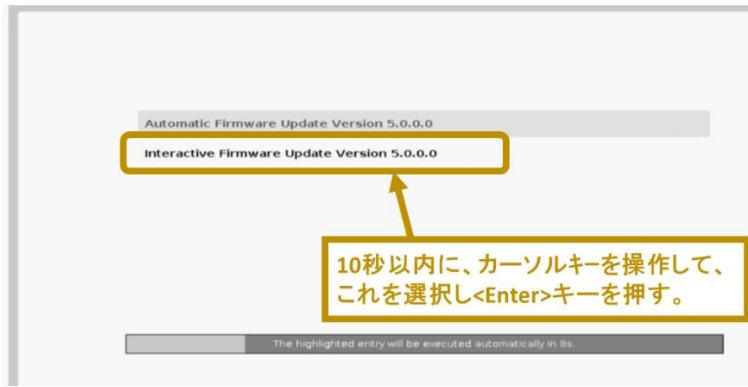 Automatic Firmware Update Version 5.0.0.0
Interactive Firmware Update Version 5.0.0.0
10秒以内に、カーソルキーを操作して、
これを選択し<Enter>キーを押す。
The highlighted entry will be executed automatically in 8s.